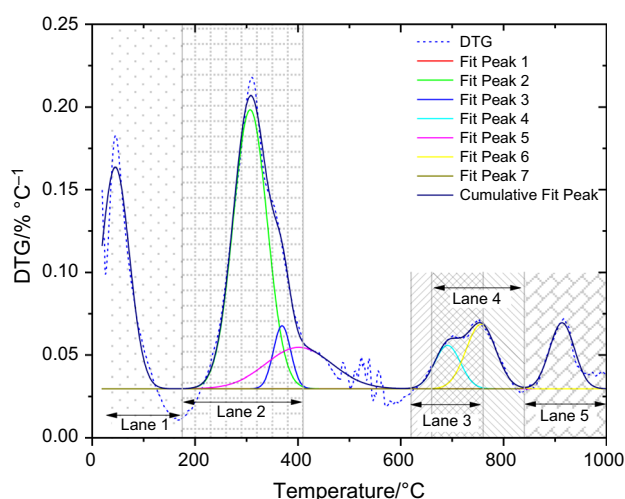 0.25
0.20
0.15
0.10
0.05
0.00
DTG/% °C⁻¹
DTG
Fit Peak 1
Fit Peak 2
Fit Peak 3
Fit Peak 4
Fit Peak 5
Fit Peak 6
Fit Peak 7
Cumulative Fit Peak
Lane 4
Lane 1
Lane 2
Lane 3
Lane 5
0 200 400 600 800 1000
Temperature/°C